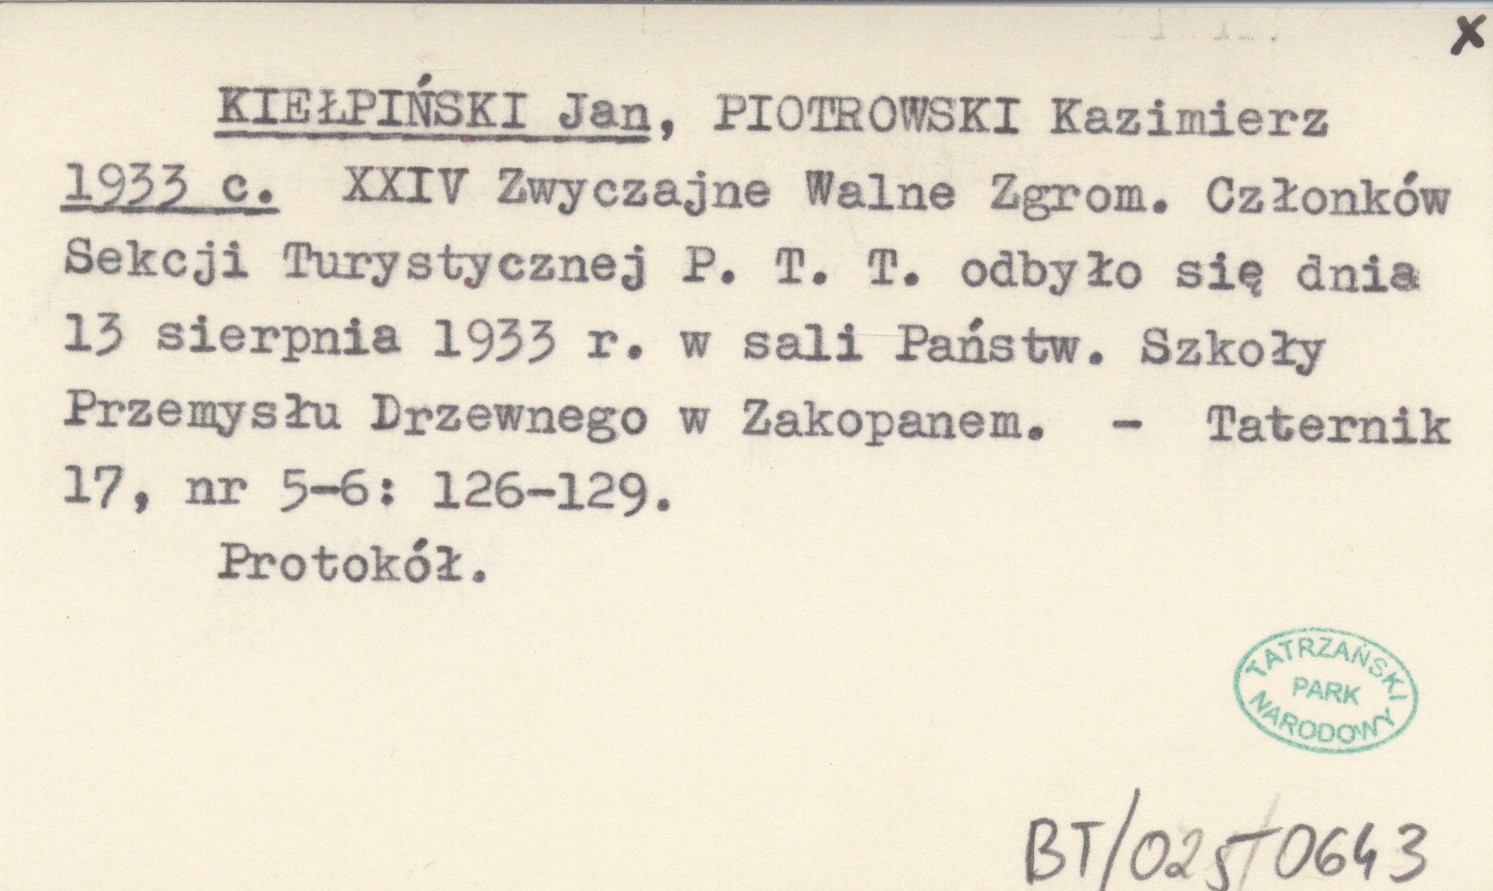 x
KIEŁPIŃSKI Jan, PIOTROWSKI Kazimierz
1933 c. XXIV Zwyczajne Walne Zgrom. Członków
Sekcji Turystycznej P. T. T. odbyło się dnia
13 sierpnia 1933 r. w sali Państw. Szkoły
Przemysłu Drzewnego w Zakopanem. - Taternik
17, nr 5-6: 126-129.
Protokół.
TATRZAŃSKI
PARK
NARODOWY
BT/025/0643